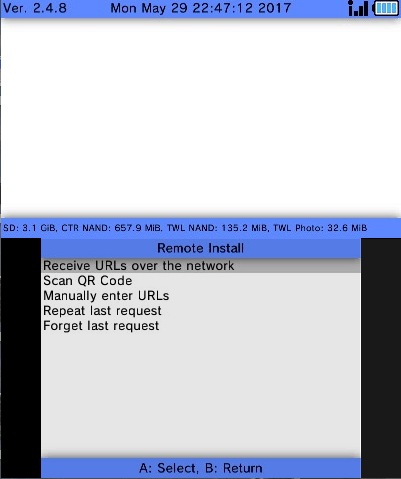 Ver. 2.4.8 Mon May 29 22:47:12 2017
SD: 3.1 GiB, CTR NAND: 657.9 MiB, TWL NAND: 135.2 MiB, TWL Photo: 32.6 MiB
Remote Install
Receive URLs over the network
Scan QR Code
Manually enter URLs
Repeat last request
Forget last request
A: Select, B: Return